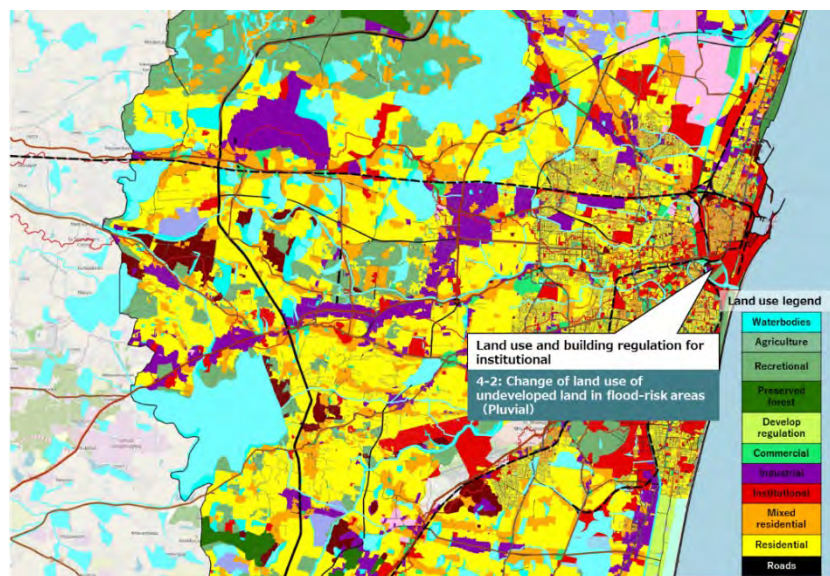 Land use and building regulation for
institutional
4-2: Change of land use of
undeveloped land in flood-risk areas
（Pluvial）
Land use legend
Waterbodies
Agriculture
Recretional
Preserved
forest
Develop
regulation
Commercial
Industrial
Institutional
Mixed
residential
Residential
Roads